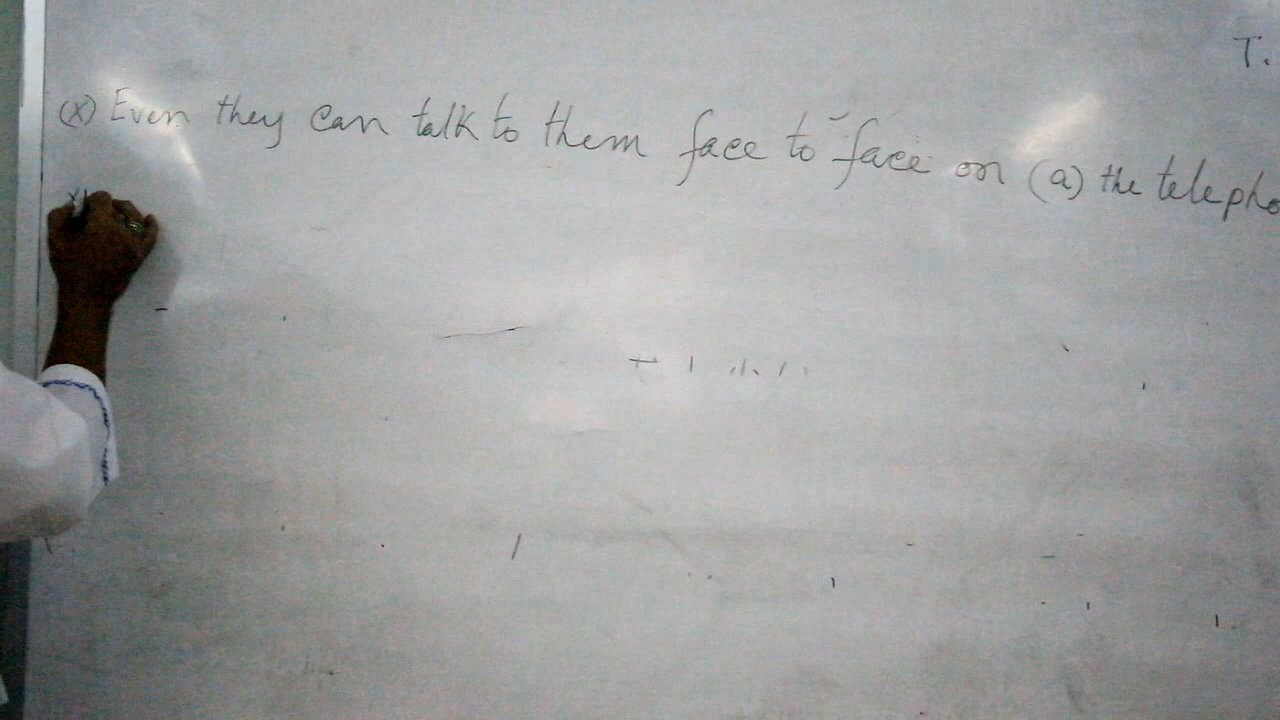 T.
(x) Even they can talk to them face to face on (a) the telepho
x